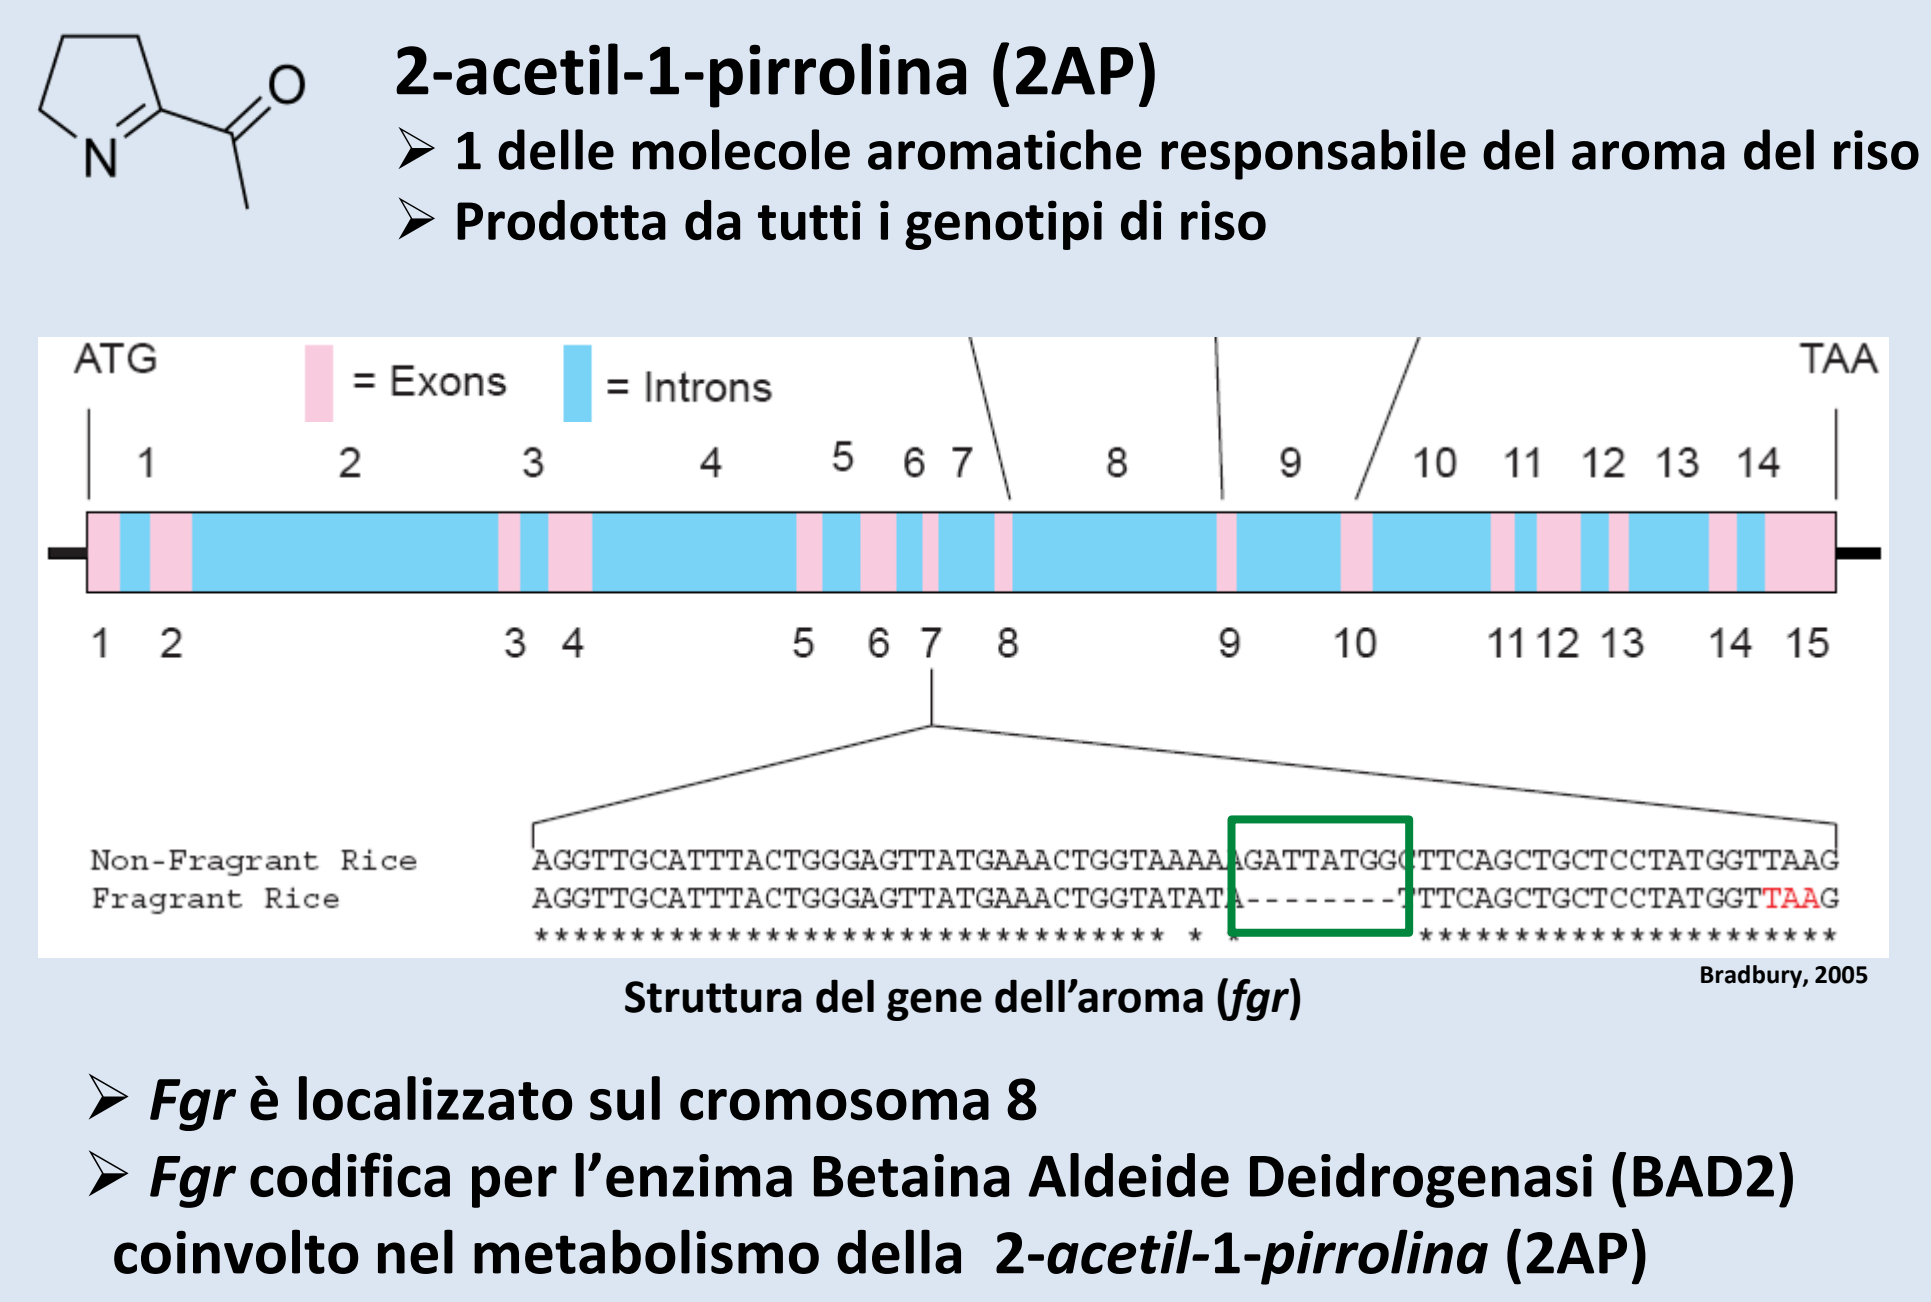 O
N
2-acetil-1-pirrolina (2AP)
➢ 1 delle molecole aromatiche responsabile del aroma del riso
➢ Prodotta da tutti i genotipi di riso
ATG = Exons = Introns TAA
1 2 3 4 5 6 7 8 9 10 11 12 13 14
1 2 3 4 5 6 7 8 9 10 11 12 13 14 15
Non-Fragrant Rice AGGTTGCATTTACTGGGAGTTATGAAACTGGTAAAAAGATTATGGCTTCAGCTGCTCCTATGGTTAAG
Fragrant Rice AGGTTGCATTTACTGGGAGTTATGAAACTGGTATATA--------TTTCAGCTGCTCCTATGGTTAAG
********************************* * * **********************
Bradbury, 2005
Struttura del gene dell’aroma (fgr)
➢ Fgr è localizzato sul cromosoma 8
➢ Fgr codifica per l’enzima Betaina Aldeide Deidrogenasi (BAD2)
coinvolto nel metabolismo della 2-acetil-1-pirrolina (2AP)